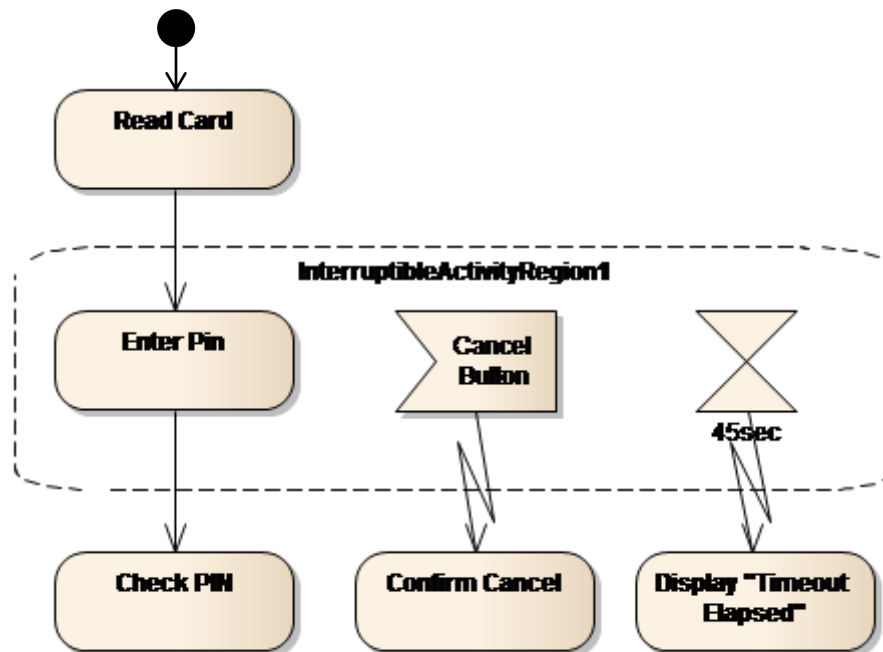 Read Card
InterruptibleActivityRegion1
Enter Pin
Cancel
Button
45sec
Check PIN
Confirm Cancel
Display "Timeout
Elapsed"